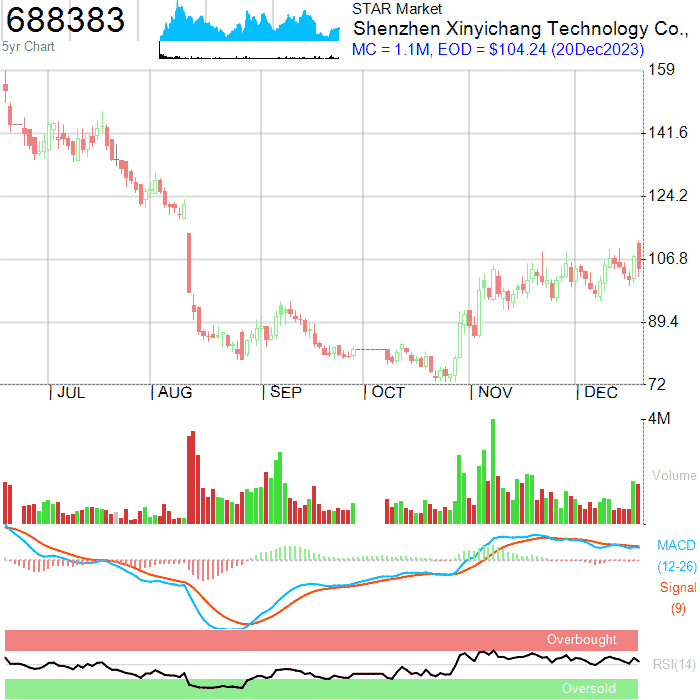 688383
5yr Chart
STAR Market
Shenzhen Xinyichang Technology Co.,
MC = 1.1M, EOD = $104.24 (20Dec2023)
159
141.6
124.2
106.8
89.4
72
JUL AUG SEP OCT NOV DEC
4M
Volume
MACD
(12-26)
Signal
(9)
Overbought
RSI(14)
Oversold